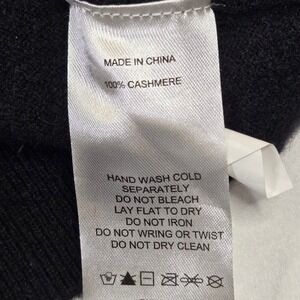 MADE IN CHINA
100% CASHMERE
HAND WASH COLD
SEPARATELY
DO NOT BLEACH
LAY FLAT TO DRY
DO NOT IRON
DO NOT WRING OR TWIST
DO NOT DRY CLEAN